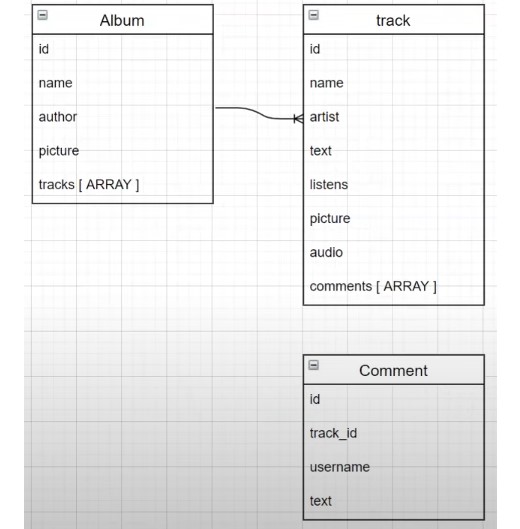 Album
id
name
author
picture
tracks [ ARRAY ]
track
id
name
artist
text
listens
picture
audio
comments [ ARRAY ]
Comment
id
track_id
username
text